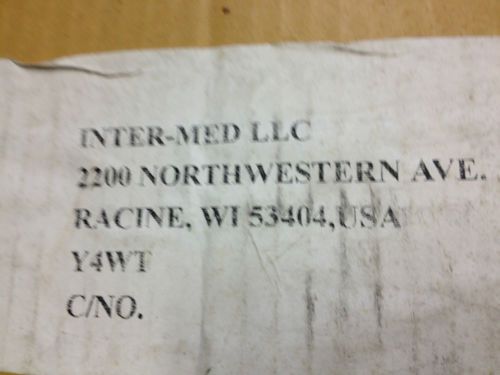 INTER-MED LLC
2200 NORTHWESTERN AVE.
RACINE, WI 53404,USA
Y4WT
C/NO.